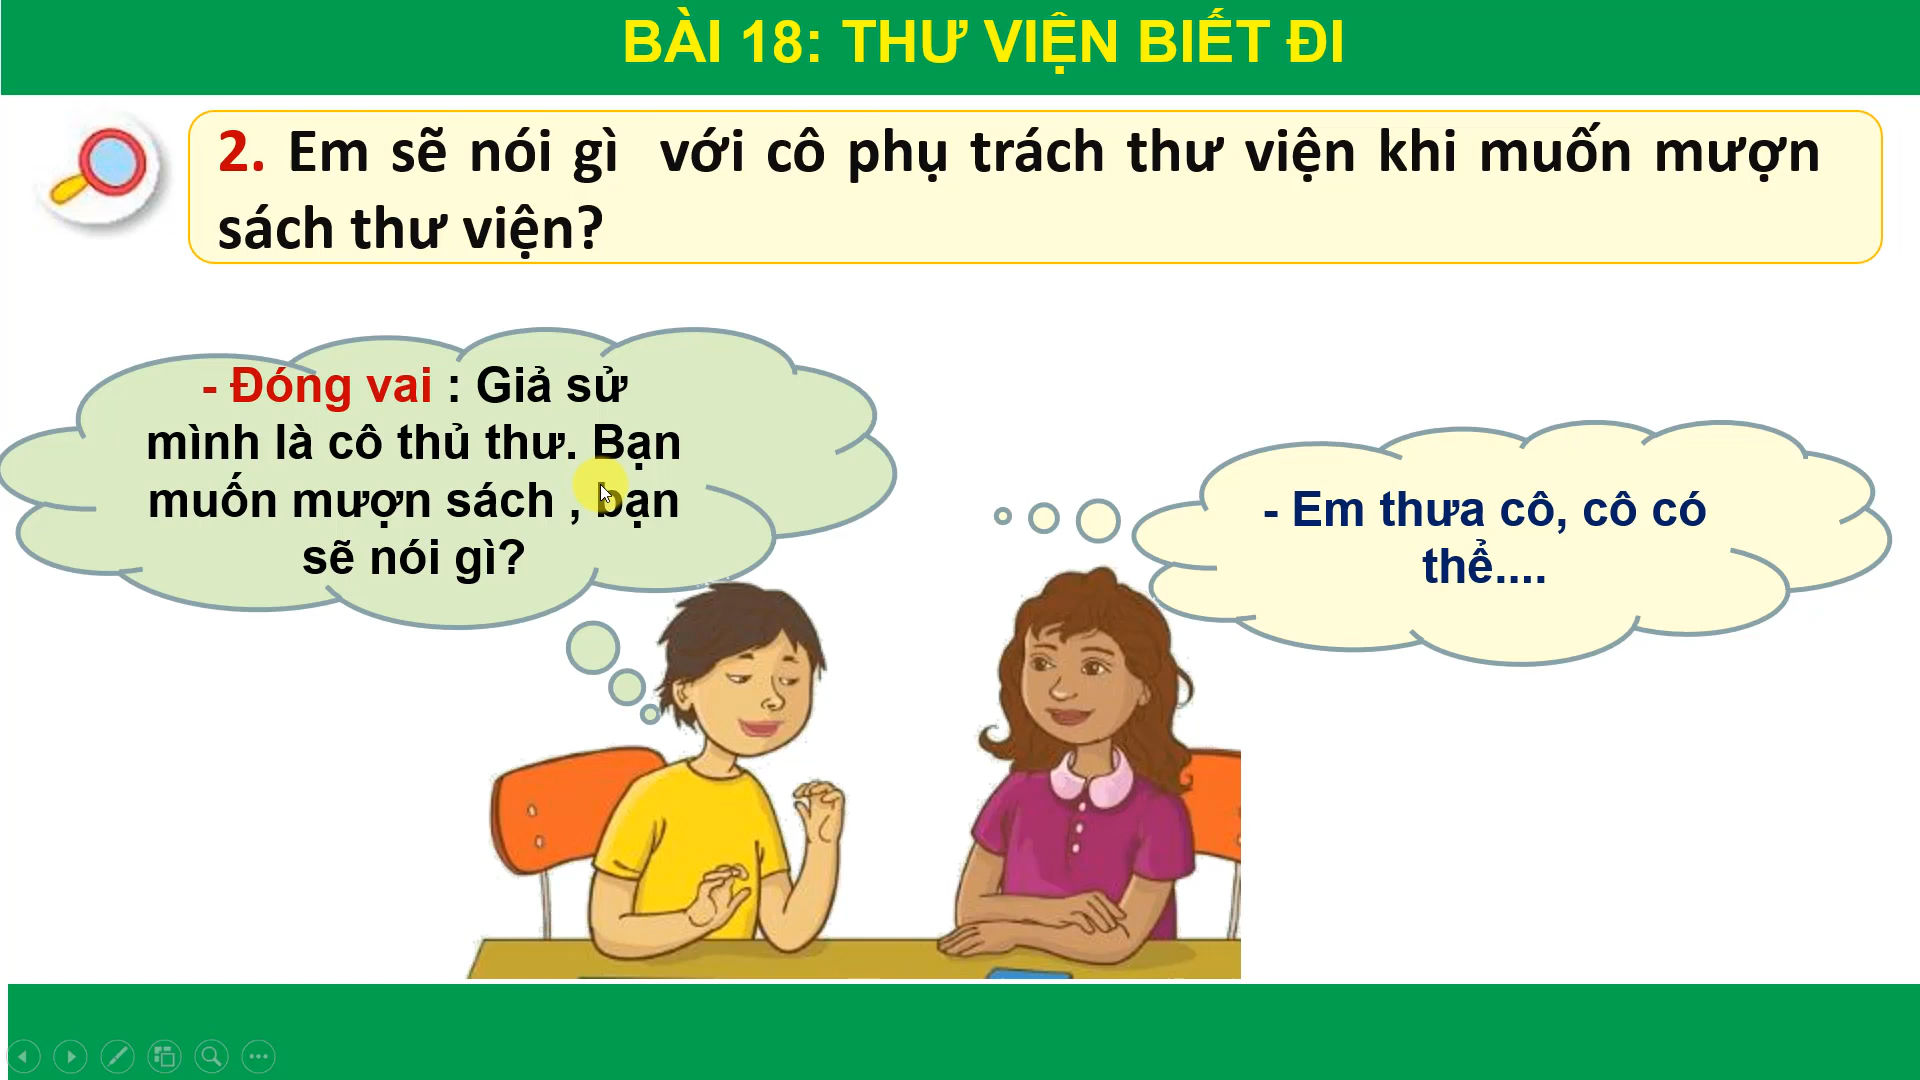 BÀI 18: THƯ VIỆN BIẾT ĐI
2. Em sẽ nói gì với cô phụ trách thư viện khi muốn mượn
sách thư viện?
- Đóng vai : Giả sử
mình là cô thủ thư. Bạn
muốn mượn sách , bạn
sẽ nói gì?
- Em thưa cô, cô có
thể....